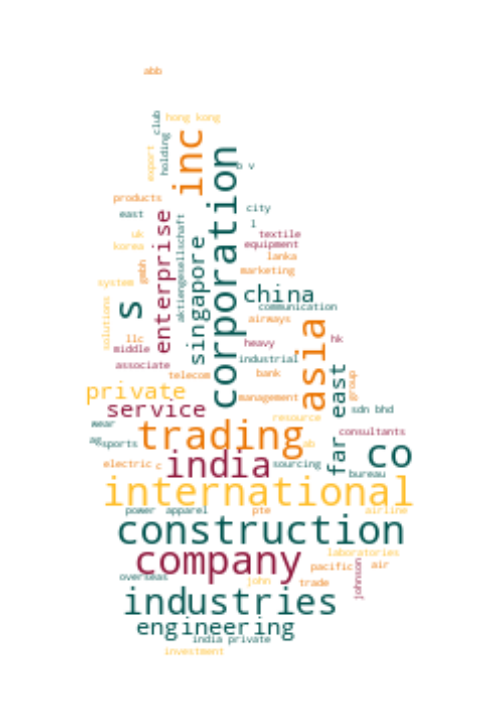 abb
club
hong kong
inc
holding
export
corporation
b v
products
east
city
l
enterprise
aktiengesellschaft
uk
textile
korea
equipment
singapore
lanka
gmbh
marketing
system
china
s
communication
solutions
airways
asia
llc
heavy
hk
middle
industrial
associate
telecom
bank
group
private
far east
management
service
sdn bhd
resource
wear
trading
consultants
ag
sports
ab
co
electric
c
india
sourcing
bureau
international
power
apparel
pte
airline
construction
laboratories
company
pacific
air
overseas
john
trade
johnson
industries
engineering
india private
investment